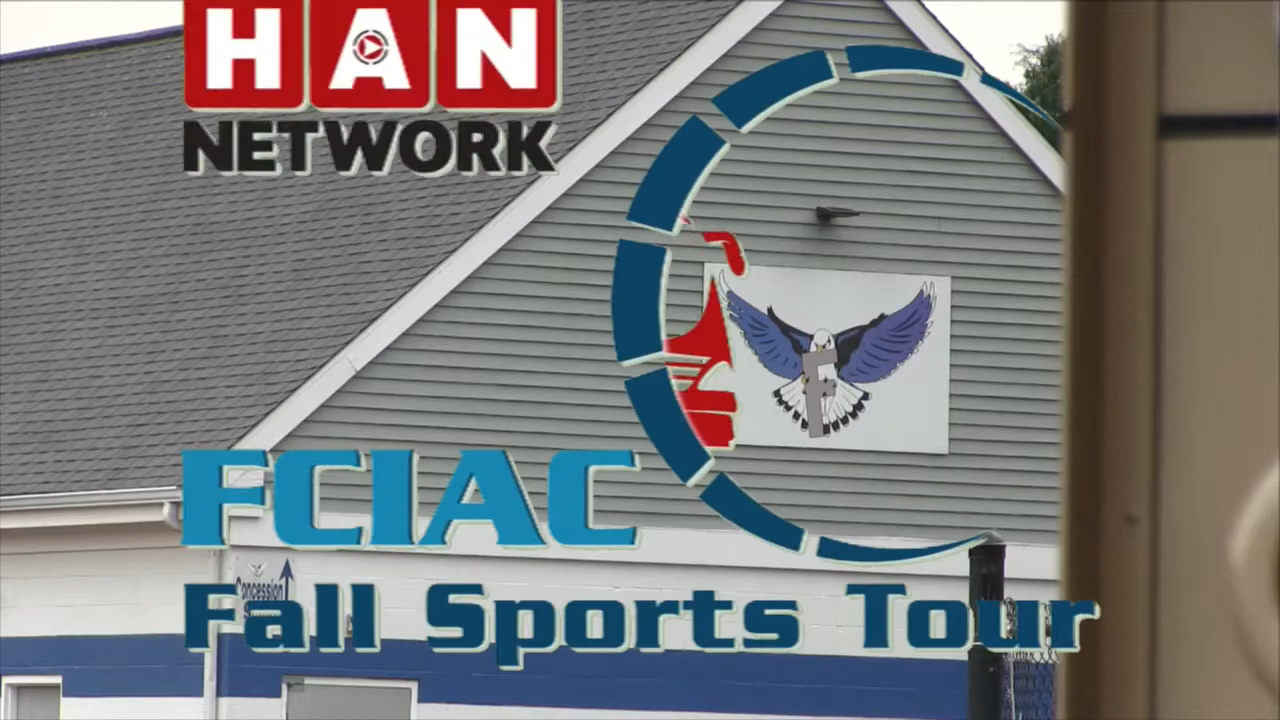 HAN
NETWORK
F
FCIAC
Concession
Fall Sports Tour